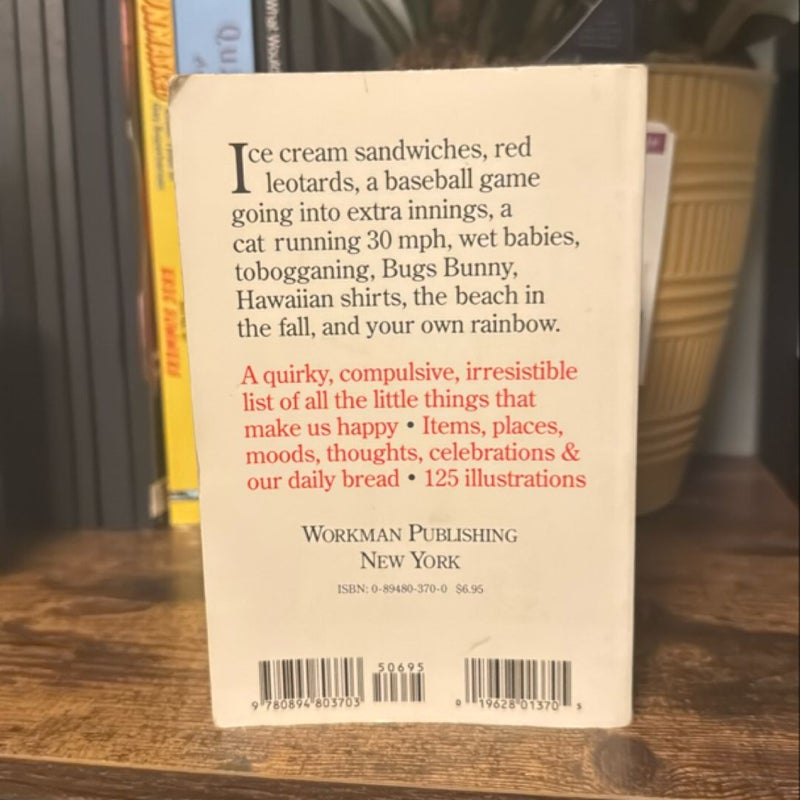 Ice cream sandwiches, red
leotards, a baseball game
going into extra innings, a
cat running 30 mph, wet babies,
tobogganing, Bugs Bunny,
Hawaiian shirts, the beach in
the fall, and your own rainbow.
A quirky, compulsive, irresistible
list of all the little things that
make us happy • Items, places,
moods, thoughts, celebrations &
our daily bread • 125 illustrations
WORKMAN PUBLISHING
NEW YORK
ISBN: 0-89480-370-0 $6.95
50695
9 780894 803703
0 19628 01370 5